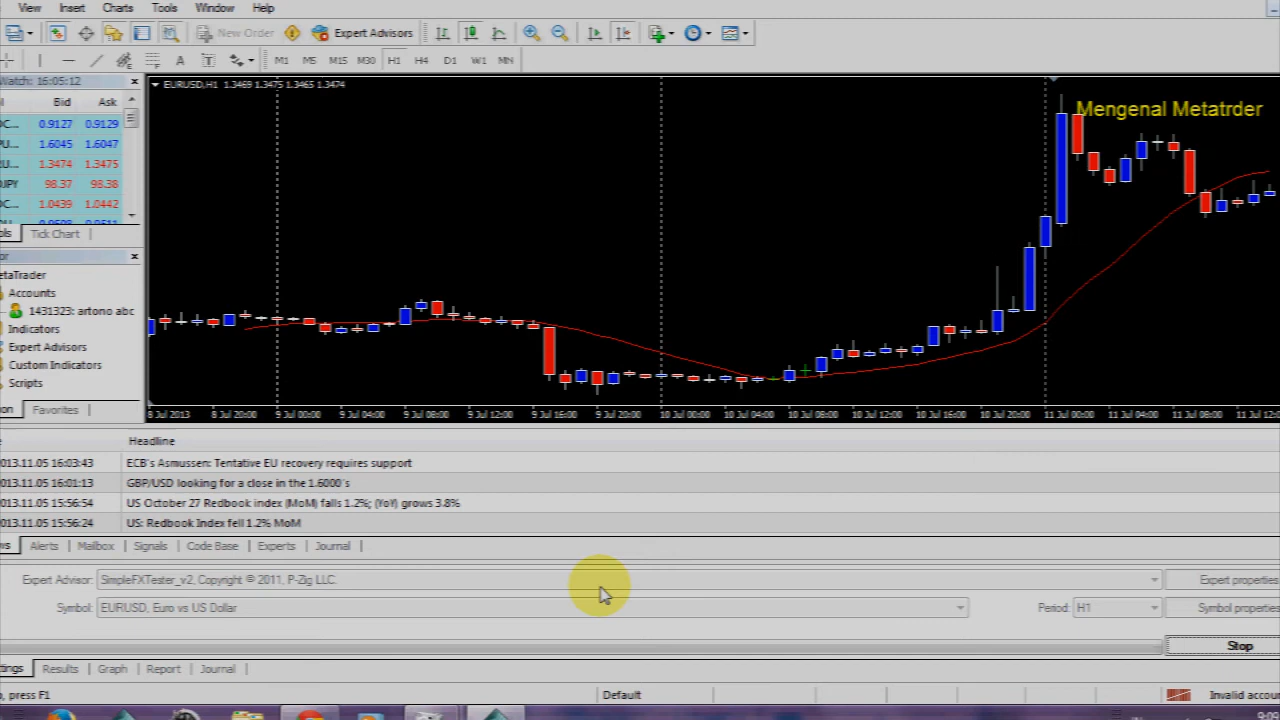 View Insert Charts Tools Window Help
New Order Expert Advisors
A T M1 M5 M15 M30 H1 H4 D1 W1 MN
Watch: 16:05:12
Bid Ask
0.9127 0.9129
1.6045 1.6047
1.3474 1.3475
98.37 98.38
1.0439 1.0442
Tick Chart
EURUSD,H1 1.3469 1.3475 1.3465 1.3474
Mengenal Metatrder
etaTrader
Accounts
1431323: artono abc
Indicators
Expert Advisors
Custom Indicators
Scripts
Favorites
8 Jul 2013 8 Jul 20:00 9 Jul 00:00 9 Jul 04:00 9 Jul 08:00 9 Jul 12:00 9 Jul 16:00 9 Jul 20:00 10 Jul 00:00 10 Jul 04:00 10 Jul 08:00 10 Jul 12:00 10 Jul 16:00 10 Jul 20:00 11 Jul 00:00 11 Jul 04:00 11 Jul 08:00 11 Jul 12:0
Headline
013.11.05 16:03:43 ECB's Asmussen: Tentative EU recovery requires support
013.11.05 16:01:13 GBP/USD looking for a close in the 1.6000´s
013.11.05 15:56:54 US October 27 Redbook index (MoM) falls 1.2%; (YoY) grows 3.8%
013.11.05 15:56:24 US: Redbook Index fell 1.2% MoM
ws Alerts Mailbox Signals Code Base Experts Journal
Expert Advisor: SimpleFXTester_v2, Copyright © 2011, P-Zig LLC. Expert properties
Symbol: EURUSD, Euro vs US Dollar Period: H1 Symbol properties
Stop
tings Results Graph Report Journal
, press F1 Default Invalid accou